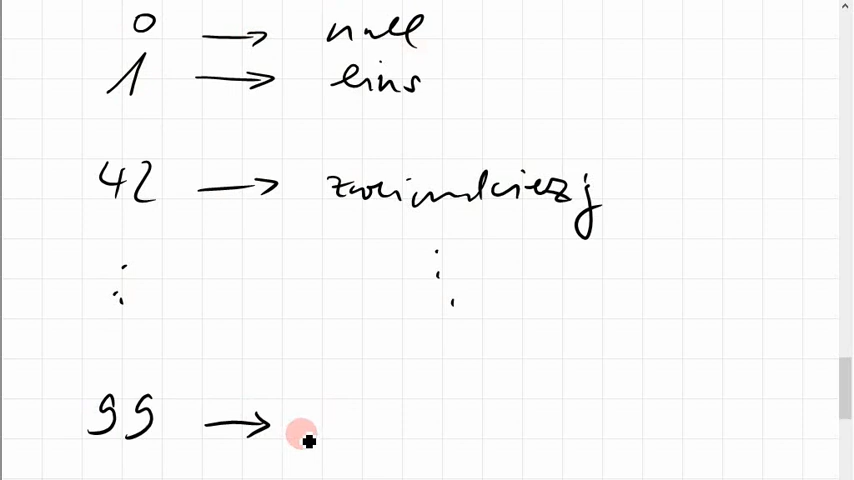 0 → null
1 → eins
42 → zweiundvierzig
⋮ ⋮
99 →